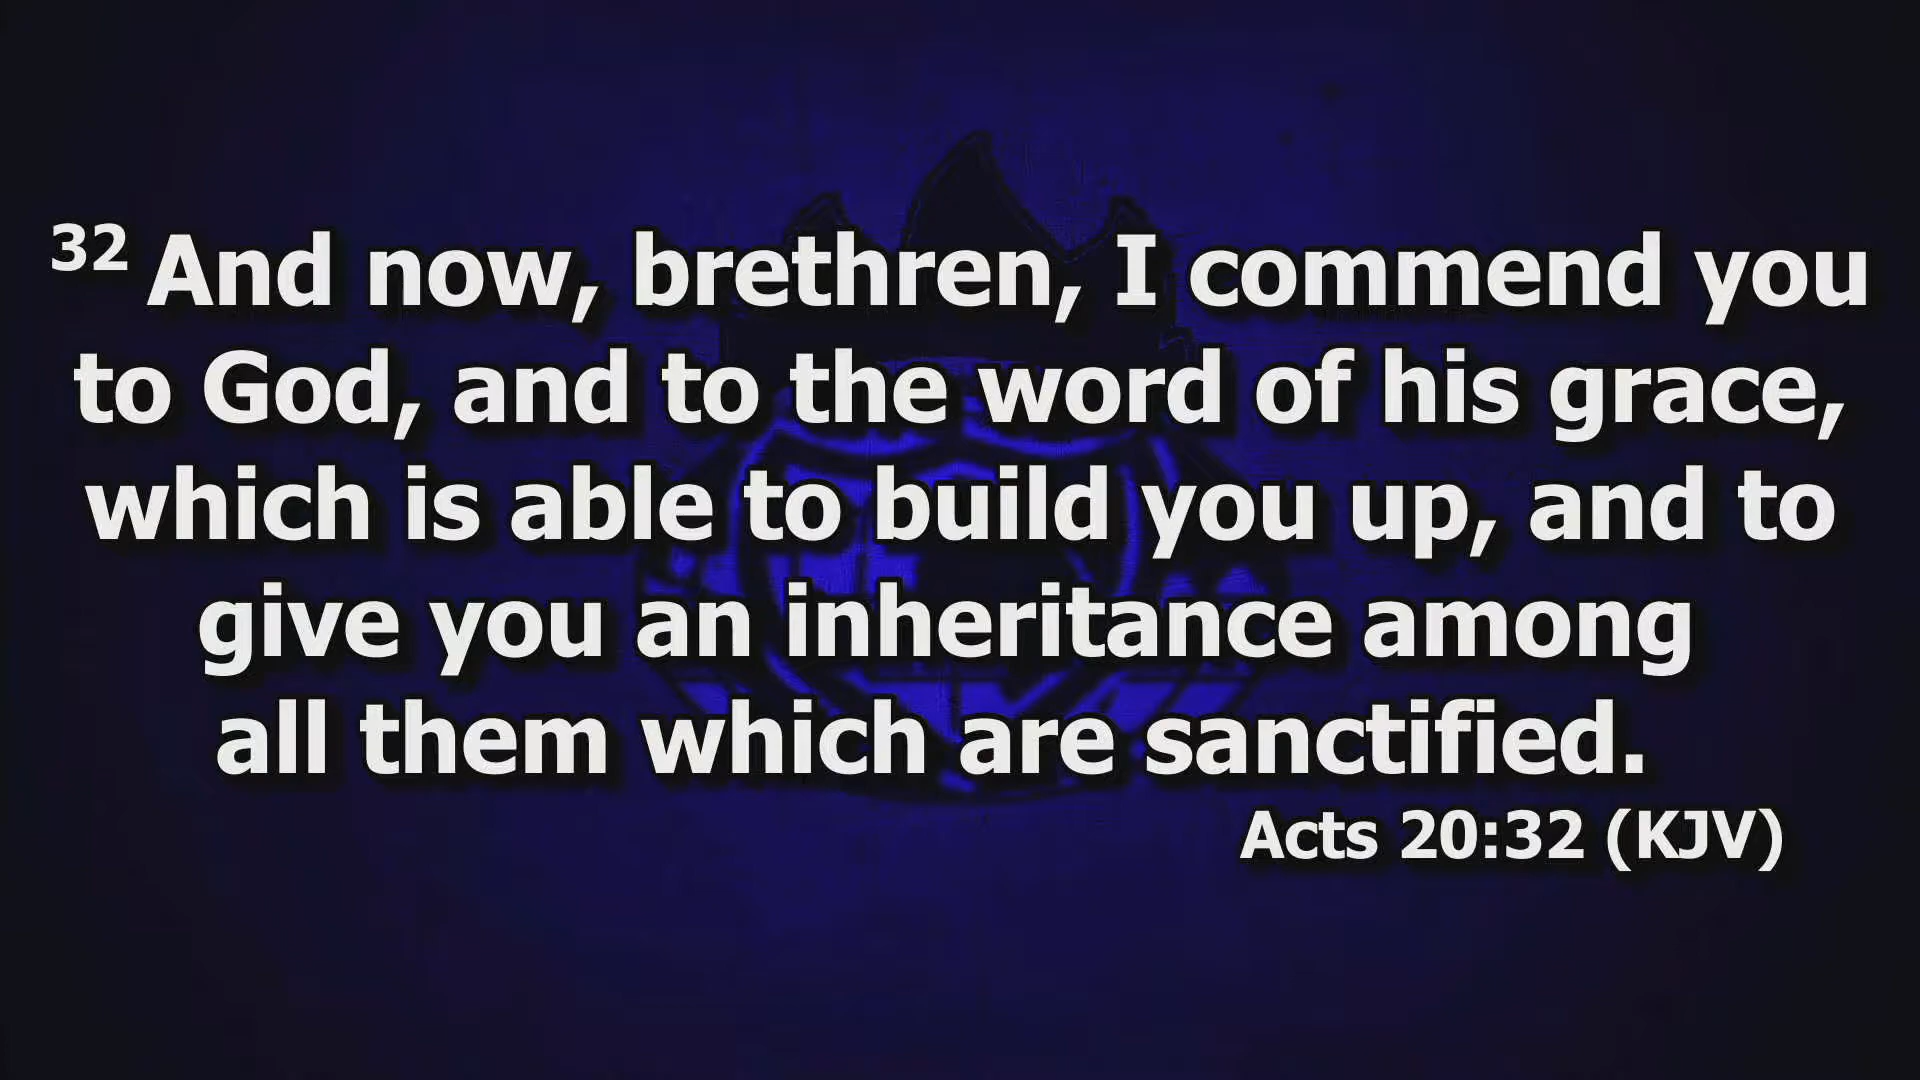 32 And now, brethren, I commend you
to God, and to the word of his grace,
which is able to build you up, and to
give you an inheritance among
all them which are sanctified.
Acts 20:32 (KJV)